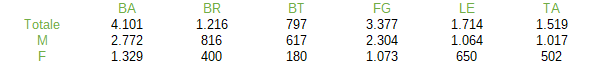 BA BR BT FG LE TA
Totale 4.101 1.216 797 3.377 1.714 1.519
M 2.772 816 617 2.304 1.064 1.017
F 1.329 400 180 1.073 650 502